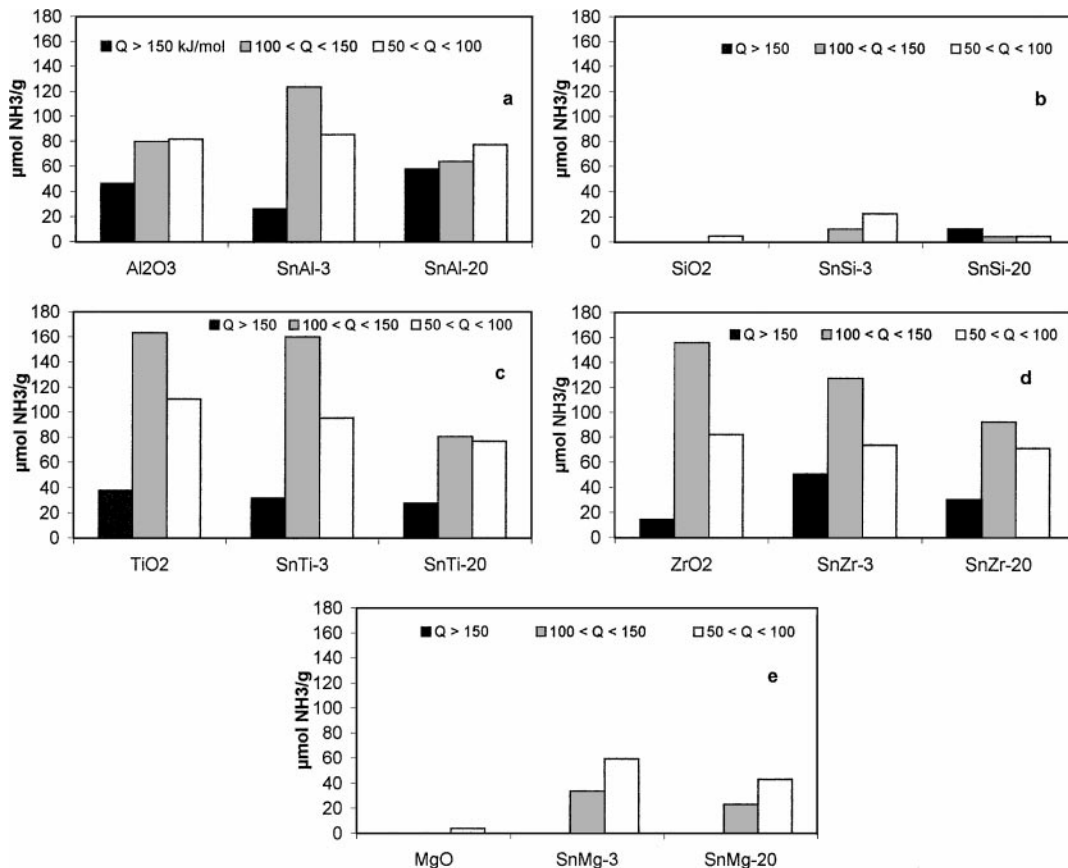 180
160
140
120
100
80
60
40
20
0
µmol NH3/g
Q > 150 kJ/mol 100 < Q < 150 50 < Q < 100
a
Al2O3 SnAl-3 SnAl-20
180
160
140
120
100
80
60
40
20
0
µmol NH3/g
Q > 150 100 < Q < 150 50 < Q < 100
b
SiO2 SnSi-3 SnSi-20
180
160
140
120
100
80
60
40
20
0
µmol NH3/g
Q > 150 100 < Q < 150 50 < Q < 100
c
TiO2 SnTi-3 SnTi-20
180
160
140
120
100
80
60
40
20
0
µmol NH3/g
Q > 150 100 < Q < 150 50 < Q < 100
d
ZrO2 SnZr-3 SnZr-20
180
160
140
120
100
80
60
40
20
0
µmol NH3/g
Q > 150 100 < Q < 150 50 < Q < 100
e
MgO SnMg-3 SnMg-20